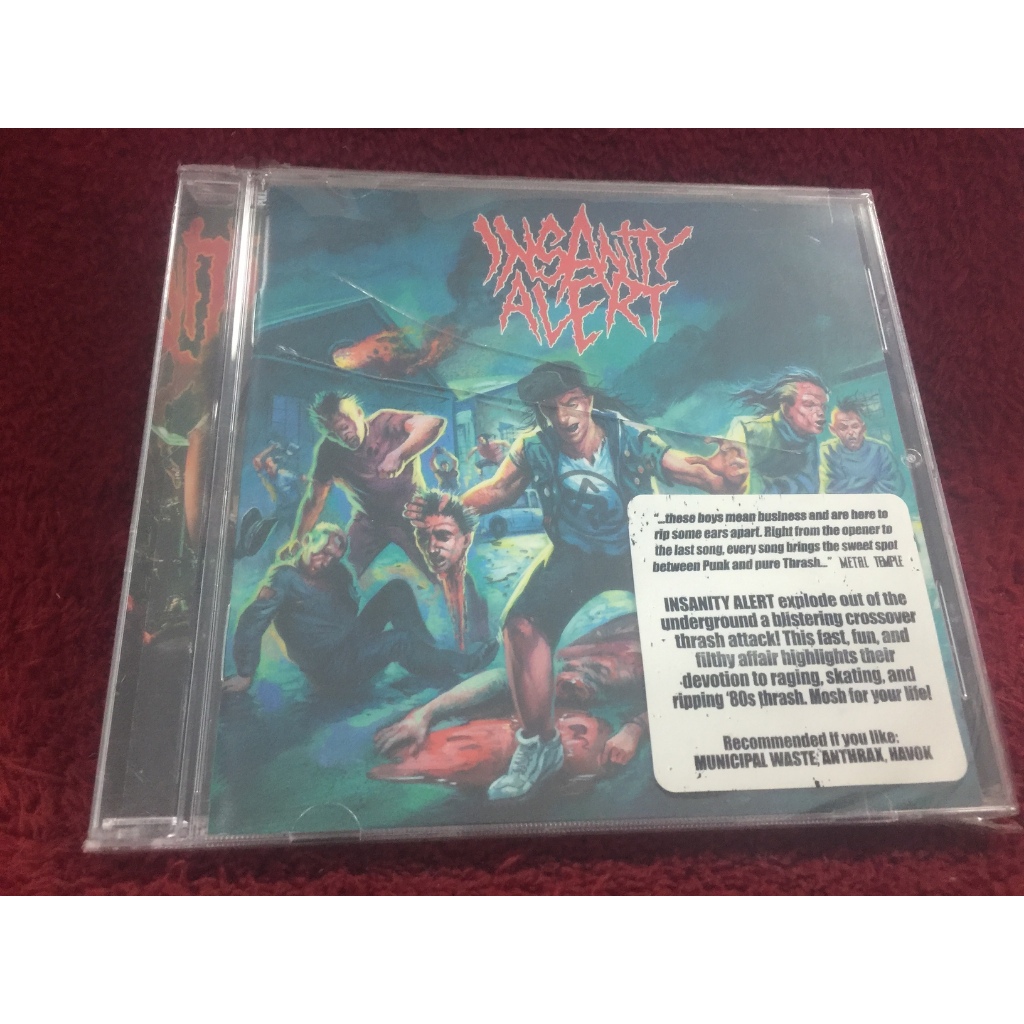 INSANITY
ALERT
"...these boys mean business and are here to
rip some ears apart. Right from the opener to
the last song, every song brings the sweet spot
between Punk and pure Thrash..." METAL TEMPLE
INSANITY ALERT explode out of the
underground a blistering crossover
thrash attack! This fast, fun, and
filthy affair highlights their
devotion to raging, skating, and
ripping '80s thrash. Mosh for your life!
Recommended if you like:
MUNICIPAL WASTE, ANTHRAX, HAVOK